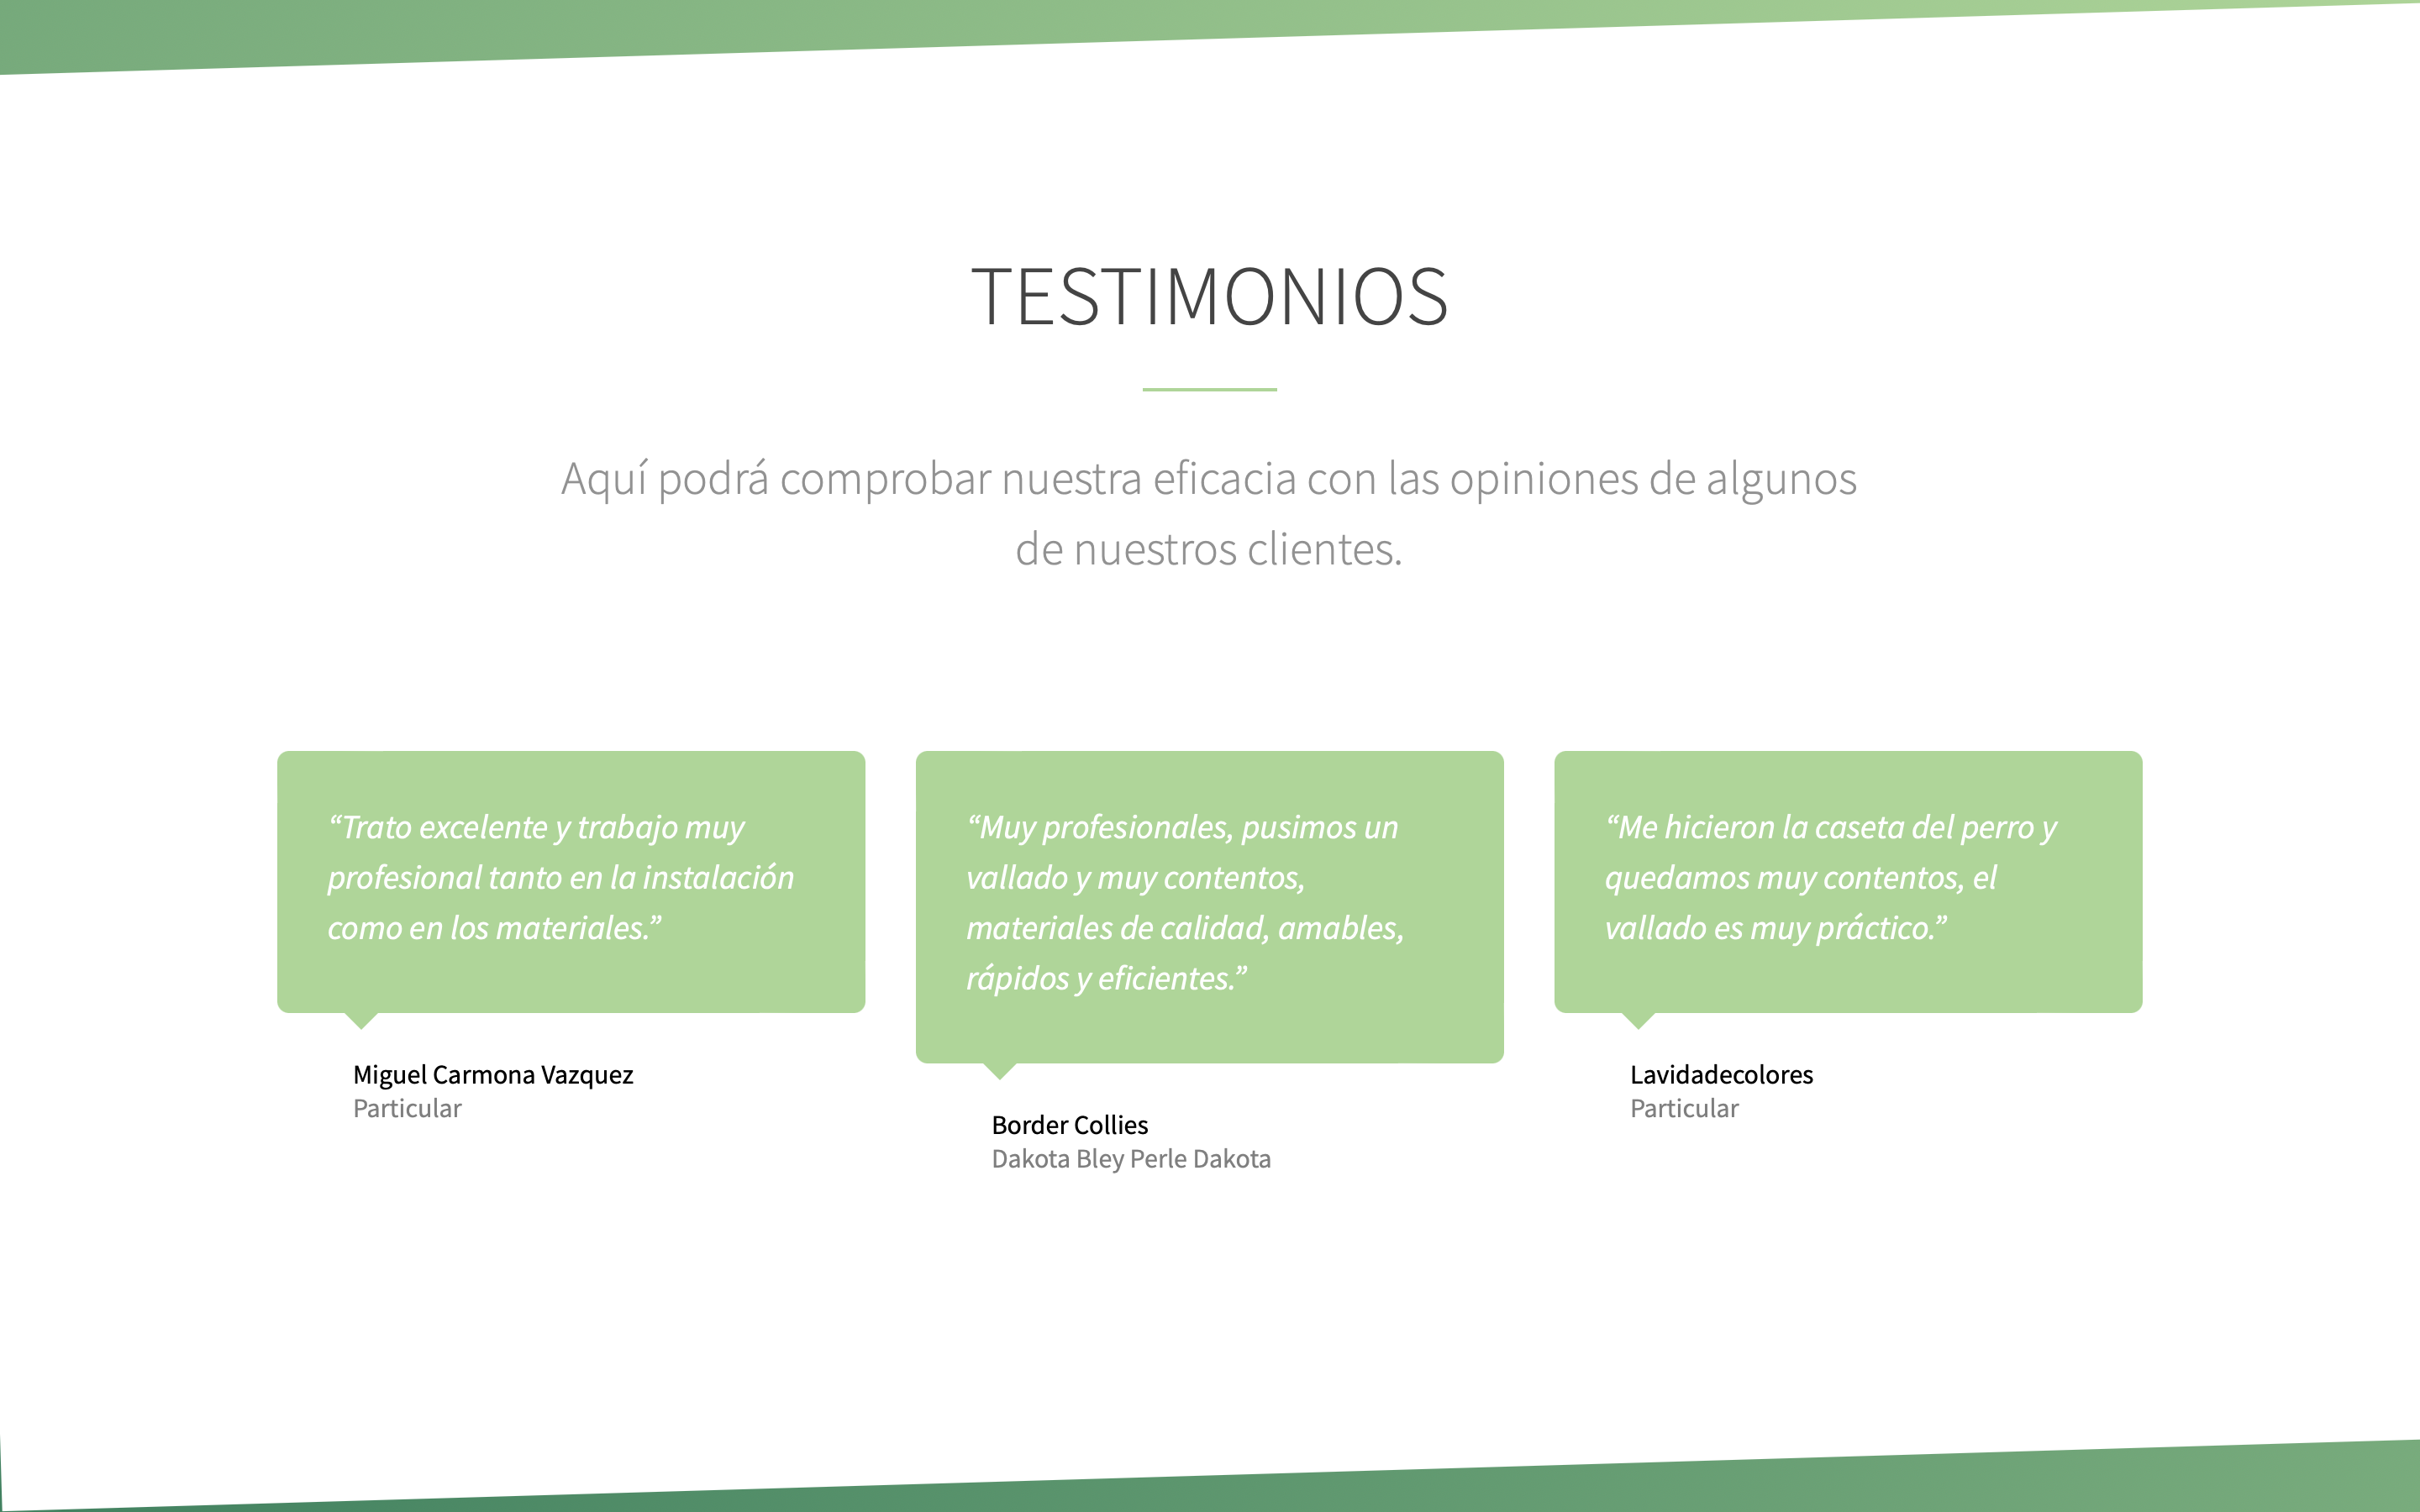 TESTIMONIOS
Aquí podrá comprobar nuestra eficacia con las opiniones de algunos
de nuestros clientes.
“Trato excelente y trabajo muy
profesional tanto en la instalación
como en los materiales.”
Miguel Carmona Vazquez
Particular
“Muy profesionales, pusimos un
vallado y muy contentos,
materiales de calidad, amables,
rápidos y eficientes.”
Border Collies
Dakota Bley Perle Dakota
“Me hicieron la caseta del perro y
quedamos muy contentos, el
vallado es muy práctico.”
Lavidadecolores
Particular